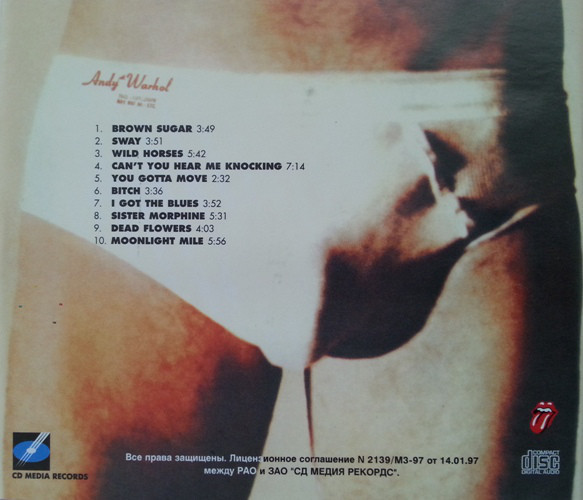 Andy Warhol
1. BROWN SUGAR 3:49
2. SWAY 3:51
3. WILD HORSES 5:42
4. CAN'T YOU HEAR ME KNOCKING 7:14
5. YOU GOTTA MOVE 2:32
6. BITCH 3:36
7. I GOT THE BLUES 3:52
8. SISTER MORPHINE 5:31
9. DEAD FLOWERS 4:03
10. MOONLIGHT MILE 5:56
CD MEDIA RECORDS
Все права защищены. Лицензионное соглашение N 2139/МЗ-97 от 14.01.97
между РАО и ЗАО "СД МЕДИЯ РЕКОРДС".
COMPACT
disc
DIGITAL AUDIO